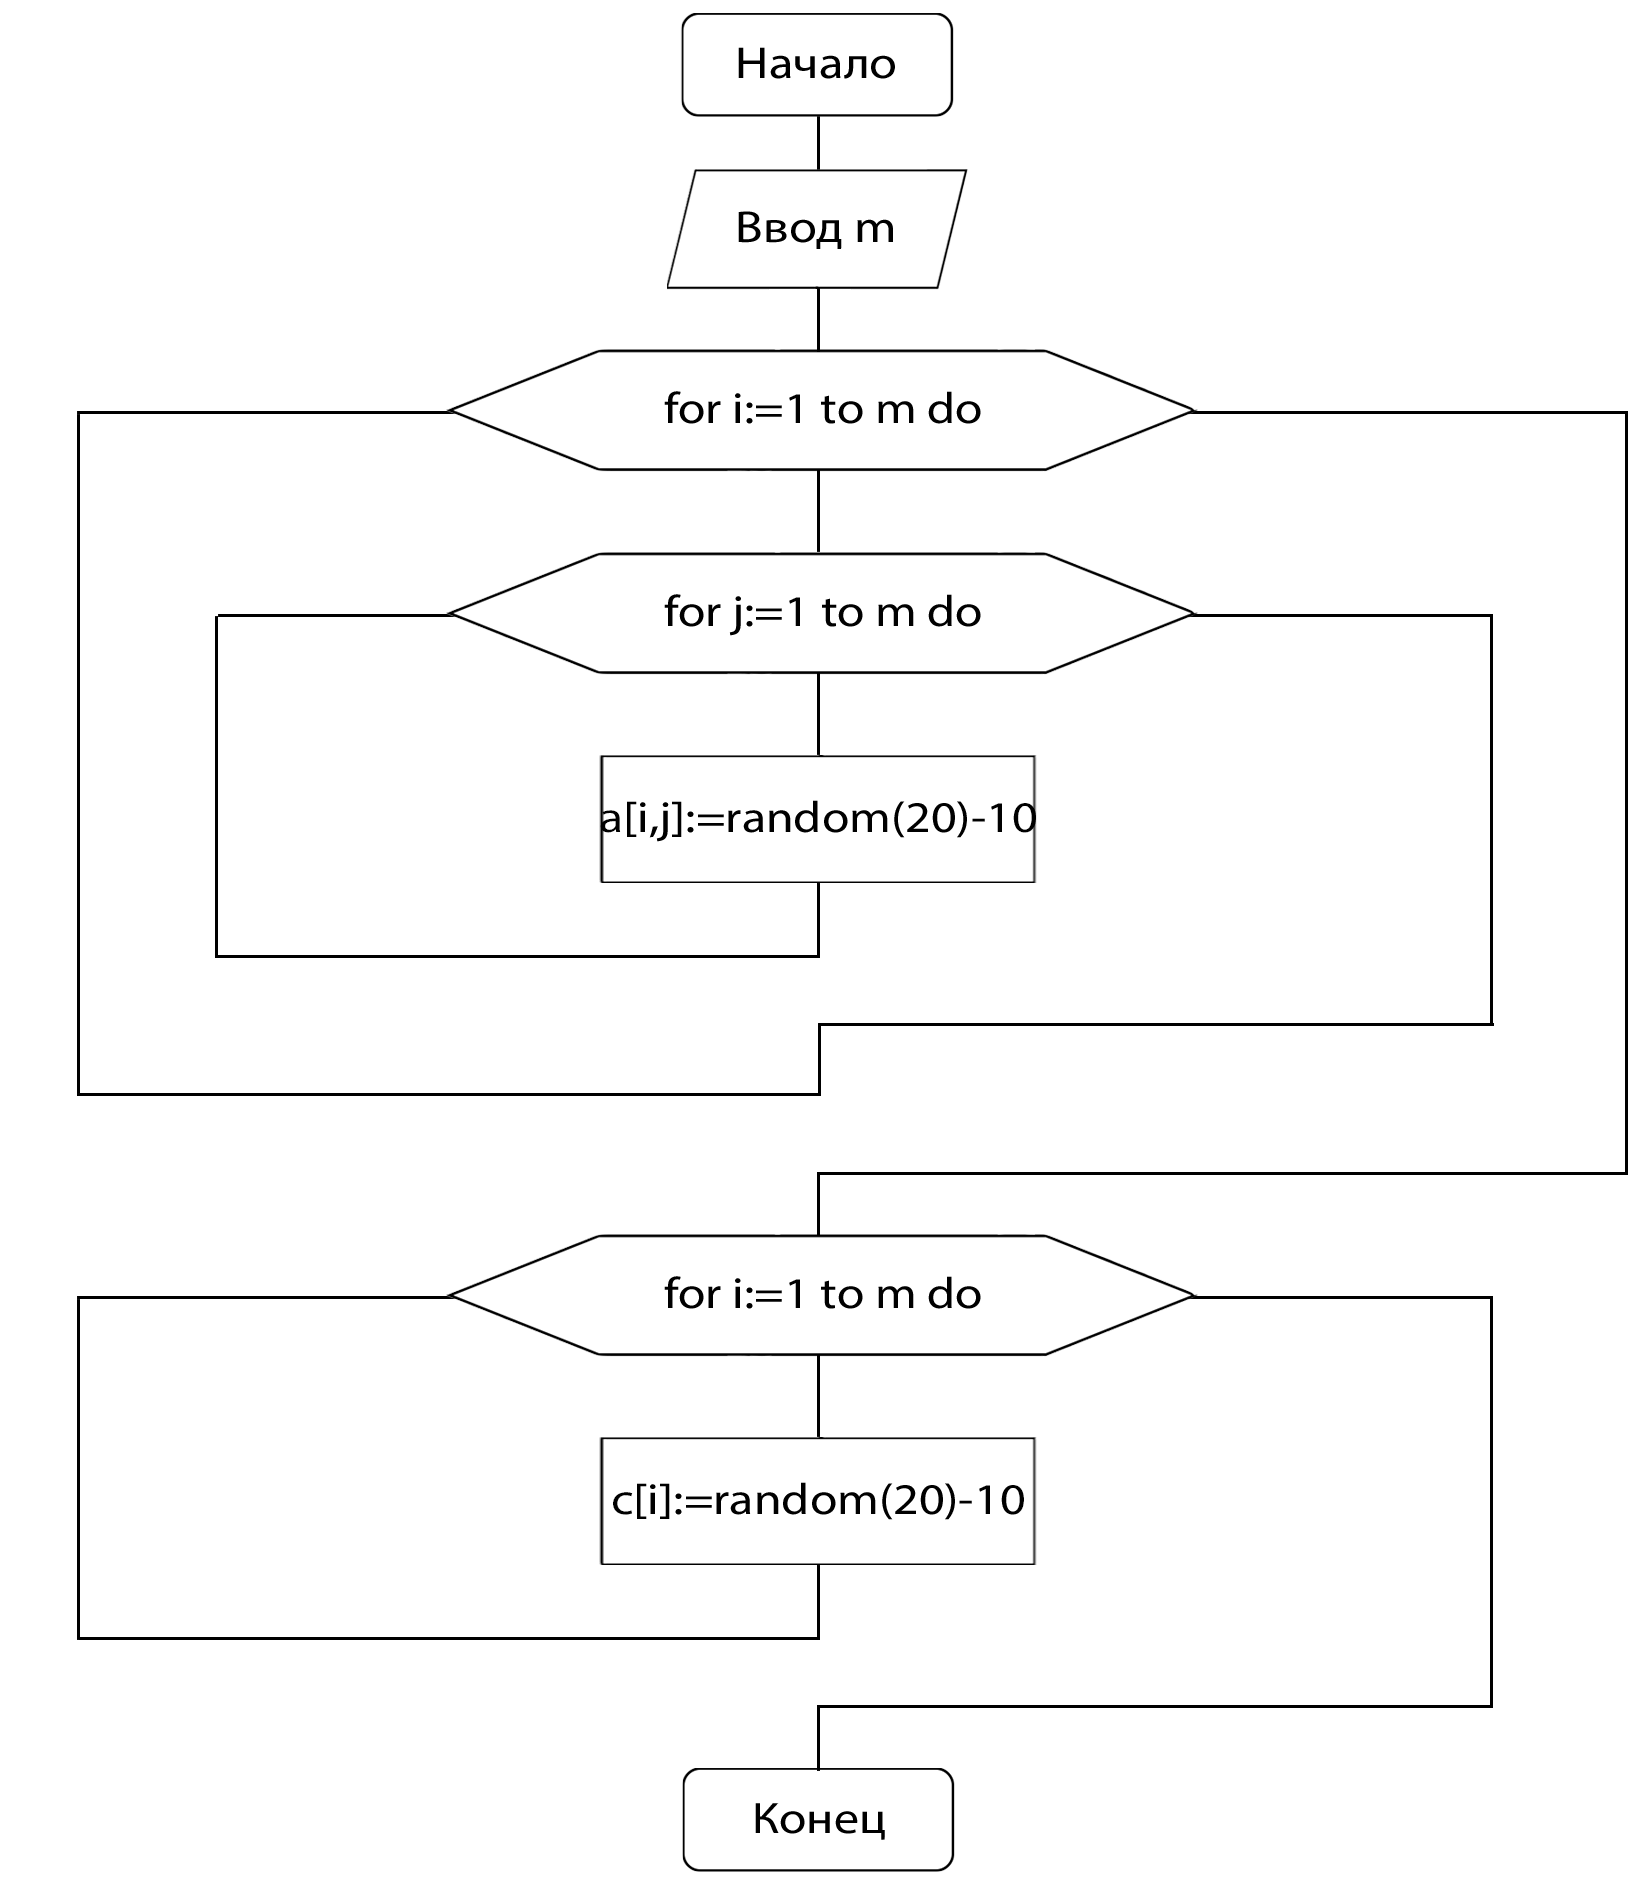 Начало
Ввод m
for i:=1 to m do
for j:=1 to m do
a[i,j]:=random(20)-10
for i:=1 to m do
c[i]:=random(20)-10
Конец